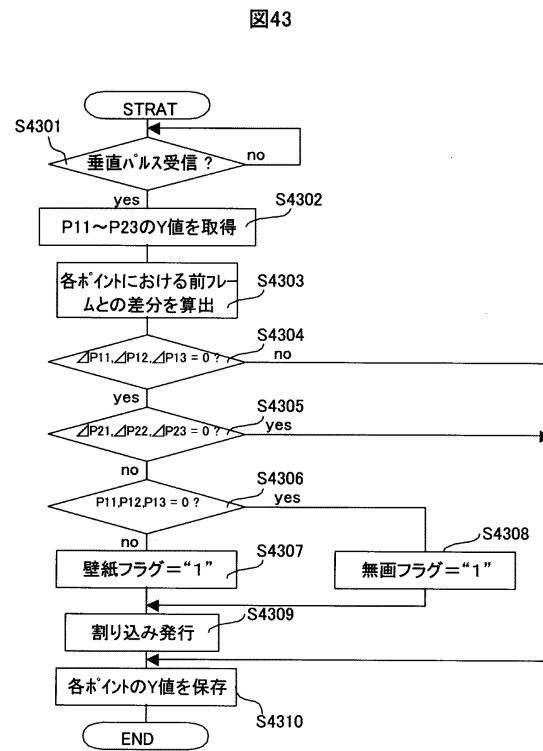 図43
STRAT
S4301
垂直パルス受信?
no
yes
S4302
P11～P23のY値を取得
各ポイントにおける前フレ
ームとの差分を算出
S4303
S4304
⊿P11,⊿P12,⊿P13 = 0 ?
no
yes
S4305
⊿P21,⊿P22,⊿P23 = 0 ?
yes
no
S4306
P11,P12,P13 = 0 ?
yes
no
S4307
壁紙フラグ=“1”
S4308
無画フラグ=“1”
S4309
割り込み発行
各ポイントのY値を保存
S4310
END